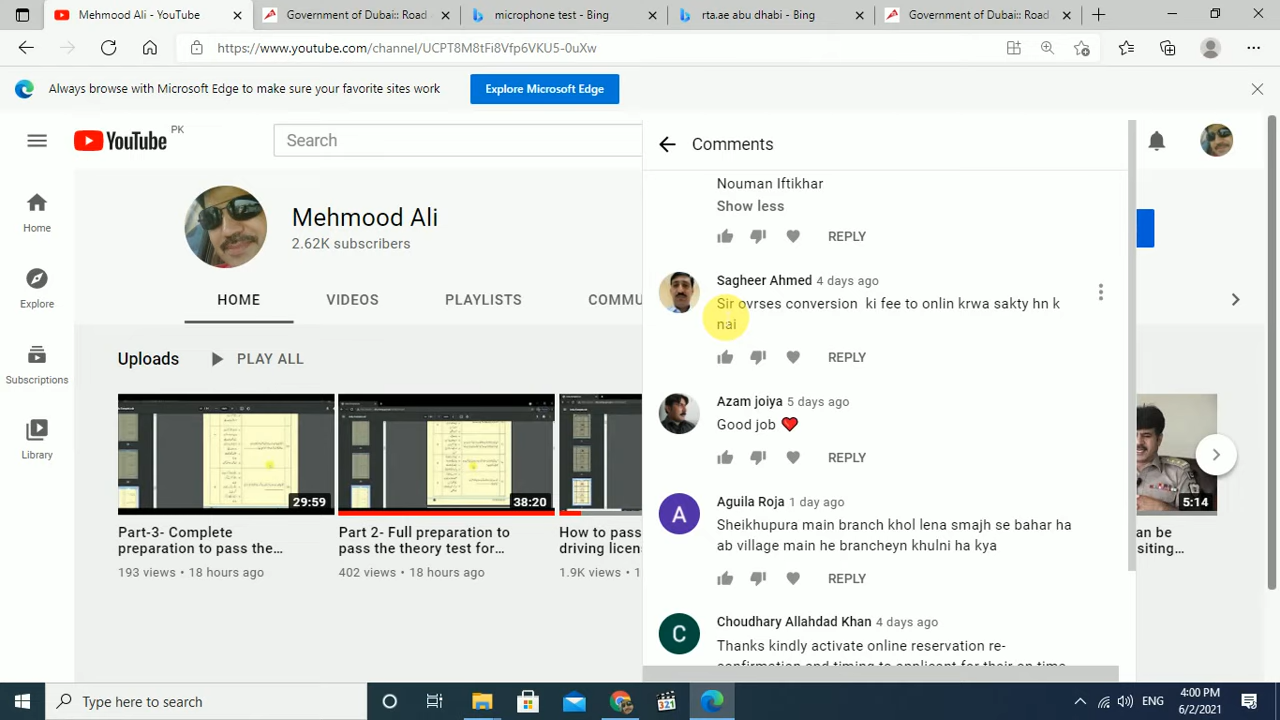 Mehmood Ali - YouTube
Government of Dubai:: Road
microphone test - Bing
rta.ae abu dhabi - Bing
Government of Dubai:: Road
https://www.youtube.com/channel/UCPT8M8tFi8Vfp6VKU5-0uXw
Always browse with Microsoft Edge to make sure your favorite sites work
Explore Microsoft Edge
YouTube PK
Search
Comments
Mehmood Ali
2.62K subscribers
HOME
VIDEOS
PLAYLISTS
COMMU
Home
Explore
Subscriptions
Library
Uploads
PLAY ALL
29:59
38:20
5:14
Part-3- Complete
preparation to pass the...
193 views • 18 hours ago
Part 2- Full preparation to
pass the theory test for...
402 views • 18 hours ago
How to pass
driving licen
1.9K views • 1
n be
siting...
Nouman Iftikhar
Show less
REPLY
Sagheer Ahmed 4 days ago
Sir ovrses conversion ki fee to onlin krwa sakty hn k
nai
REPLY
Azam joiya 5 days ago
Good job ❤
REPLY
A
Aguila Roja 1 day ago
Sheikhupura main branch khol lena smajh se bahar ha
ab village main he brancheyn khulni ha kya
REPLY
C
Choudhary Allahdad Khan 4 days ago
Thanks kindly activate online reservation re-
confirmation and timing to applicant for their on time
Type here to search
321
ENG
4:00 PM
6/2/2021